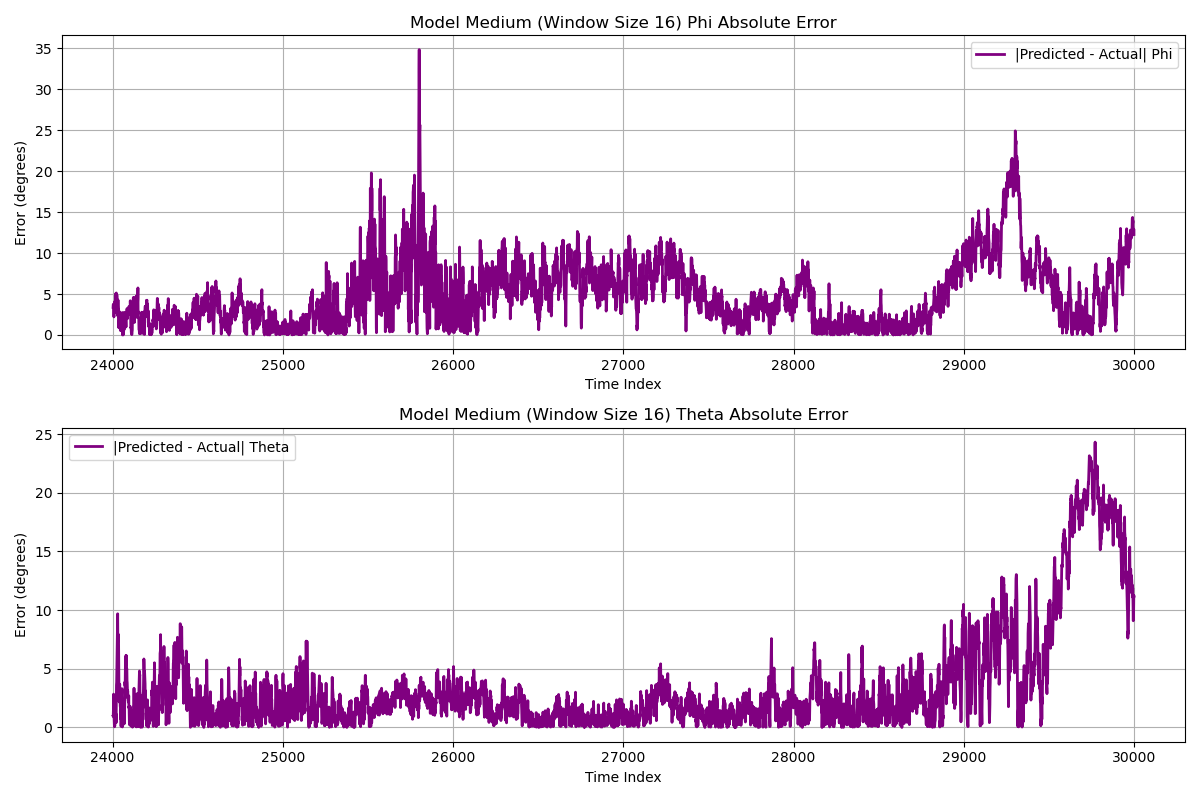 Model Medium (Window Size 16) Phi Absolute Error
|Predicted - Actual| Phi
35
30
25
20
15
10
5
0
Error (degrees)
24000 25000 26000 27000 28000 29000 30000
Time Index
Model Medium (Window Size 16) Theta Absolute Error
|Predicted - Actual| Theta
25
20
15
10
5
0
Error (degrees)
24000 25000 26000 27000 28000 29000 30000
Time Index